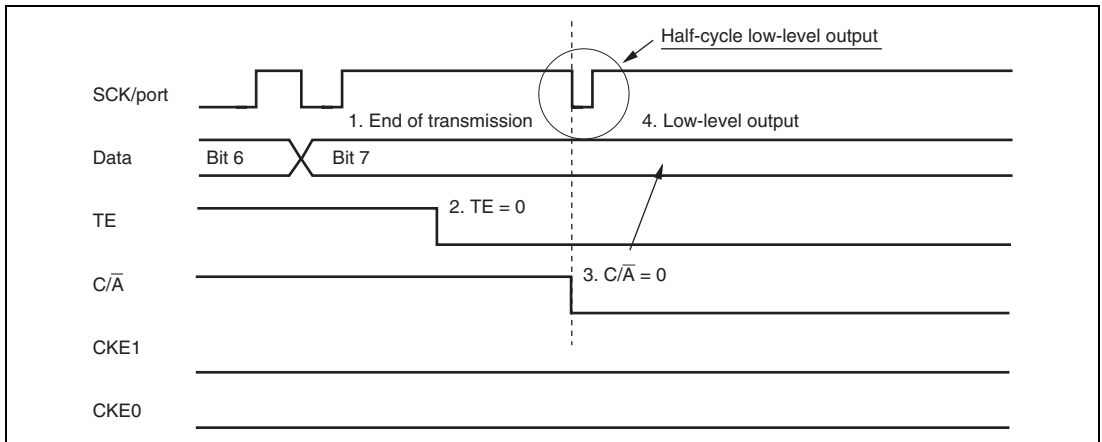 Half-cycle low-level output
SCK/port
1. End of transmission
4. Low-level output
Data
Bit 6
Bit 7
TE
2. TE = 0
C/A̅
3. C/A̅ = 0
CKE1
CKE0